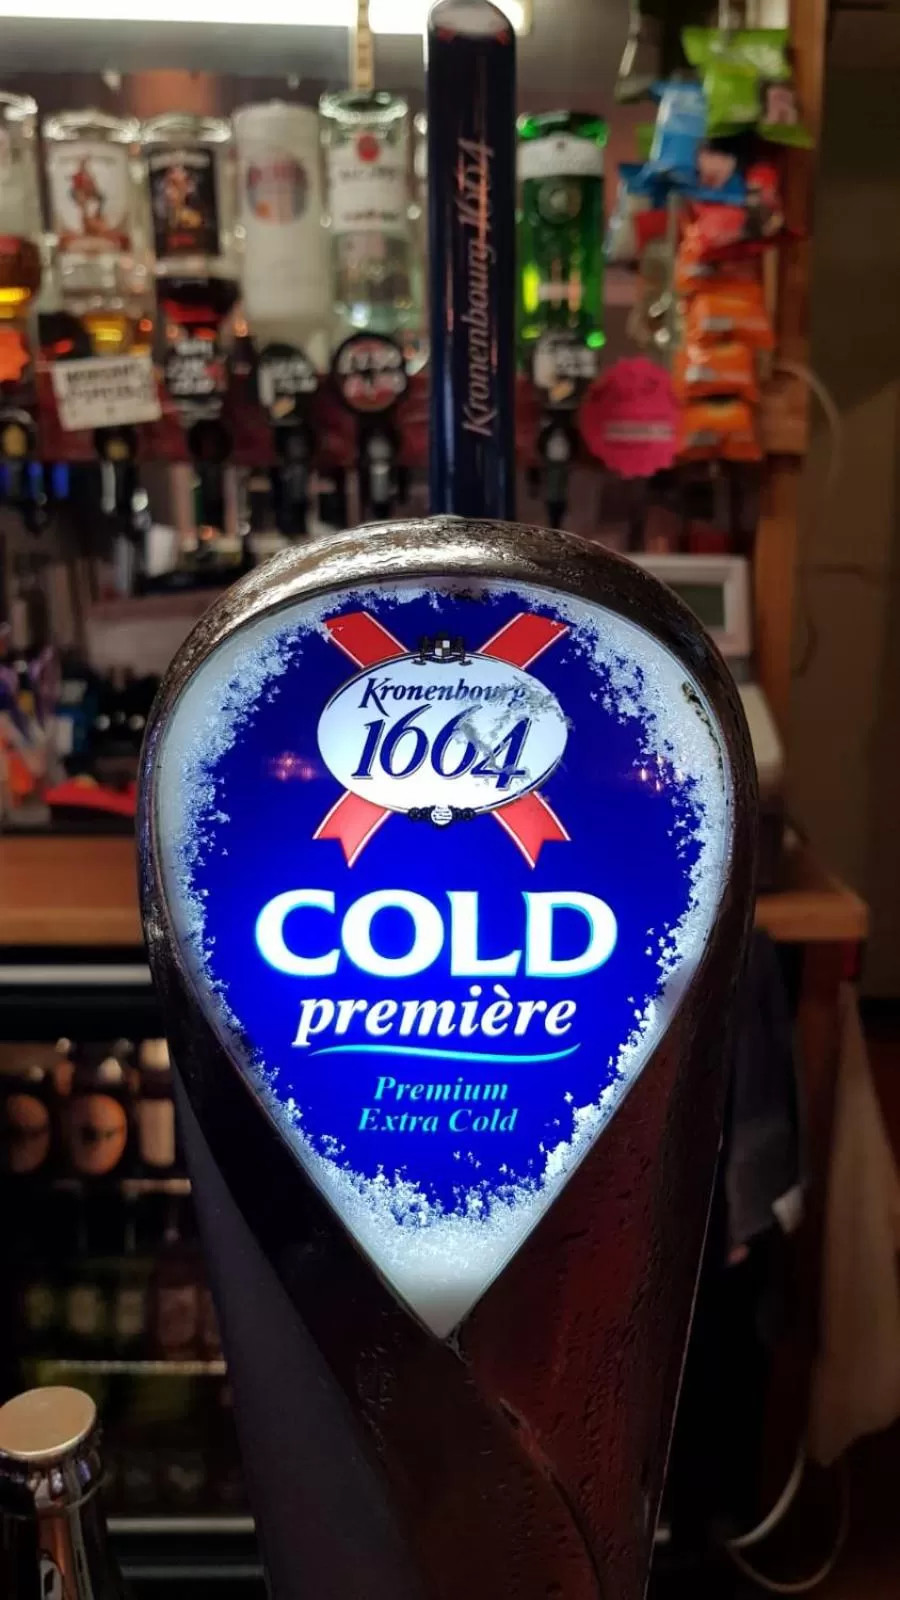 Kronenbourg 1664
Kronenbourg
1664
COLD
première
Premium
Extra Cold